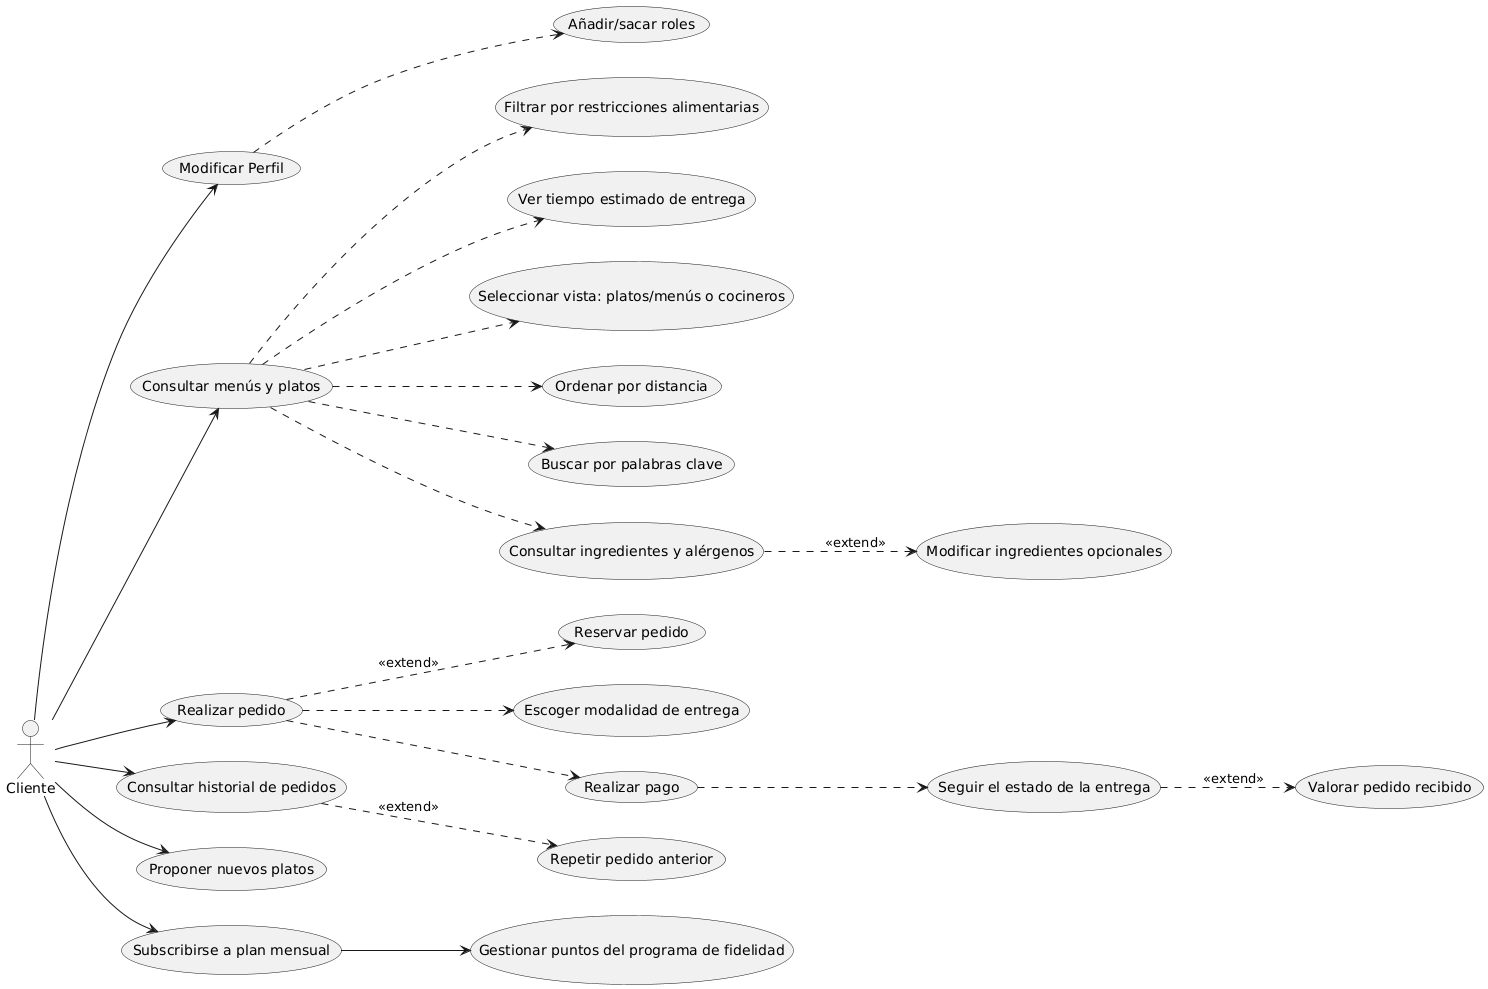 Añadir/sacar roles
Filtrar por restricciones alimentarias
Modificar Perfil
Ver tiempo estimado de entrega
Seleccionar vista: platos/menús o cocineros
Consultar menús y platos
Ordenar por distancia
Buscar por palabras clave
Consultar ingredientes y alérgenos
«extend»
Modificar ingredientes opcionales
Reservar pedido
«extend»
Realizar pedido
Escoger modalidad de entrega
Cliente
Consultar historial de pedidos
Realizar pago
Seguir el estado de la entrega
«extend»
Valorar pedido recibido
«extend»
Repetir pedido anterior
Proponer nuevos platos
Subscribirse a plan mensual
Gestionar puntos del programa de fidelidad